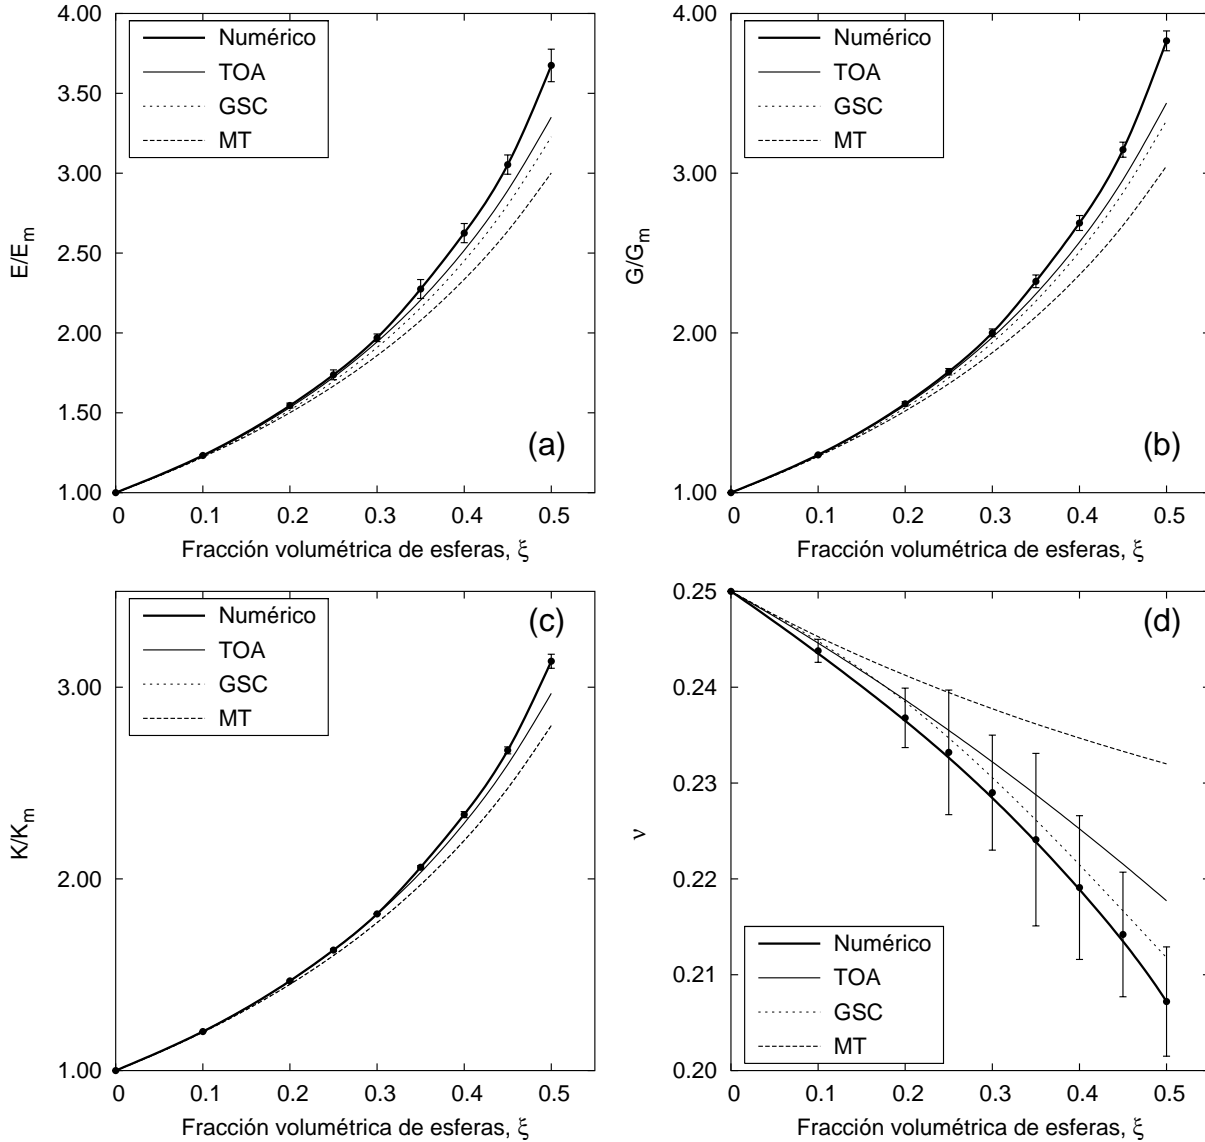 4.00
3.50
3.00
2.50
2.00
1.50
1.00
0 0.1 0.2 0.3 0.4 0.5
E/Em
Fracción volumétrica de esferas, ξ
Numérico
TOA
GSC
MT
(a)
4.00
3.00
2.00
1.00
0 0.1 0.2 0.3 0.4 0.5
G/Gm
Fracción volumétrica de esferas, ξ
Numérico
TOA
GSC
MT
(b)
3.00
2.00
1.00
0 0.1 0.2 0.3 0.4 0.5
K/Km
Fracción volumétrica de esferas, ξ
Numérico
TOA
GSC
MT
(c)
0.25
0.24
0.23
0.22
0.21
0.20
0 0.1 0.2 0.3 0.4 0.5
ν
Fracción volumétrica de esferas, ξ
Numérico
TOA
GSC
MT
(d)